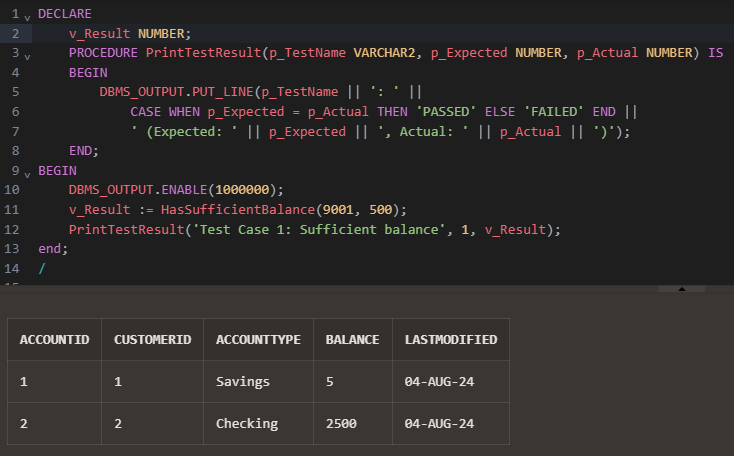 1 DECLARE
2 v_Result NUMBER;
3 PROCEDURE PrintTestResult(p_TestName VARCHAR2, p_Expected NUMBER, p_Actual NUMBER) IS
4 BEGIN
5 DBMS_OUTPUT.PUT_LINE(p_TestName || ': ' ||
6 CASE WHEN p_Expected = p_Actual THEN 'PASSED' ELSE 'FAILED' END ||
7 ' (Expected: ' || p_Expected || ', Actual: ' || p_Actual || ')');
8 END;
9 BEGIN
10 DBMS_OUTPUT.ENABLE(1000000);
11 v_Result := HasSufficientBalance(9001, 500);
12 PrintTestResult('Test Case 1: Sufficient balance', 1, v_Result);
13 end;
14 /
ACCOUNTID CUSTOMERID ACCOUNTTYPE BALANCE LASTMODIFIED
1 1 Savings 5 04-AUG-24
2 2 Checking 2500 04-AUG-24